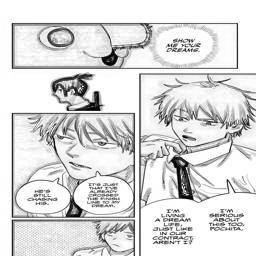 SHOW
ME YOUR
DREAMS.
I'M
SERIOUS
ABOUT
THIS TOO,
POCHITA.
I'M
LIVING
A DREAM
LIFE,
JUST LIKE
IN OUR
CONTRACT,
AREN'T I?
IT'S JUST
THAT I'VE
ALREADY
CROSSED
THE FINISH
LINE TO MY
DREAM.
HE'S
STILL
CHASING
HIS.